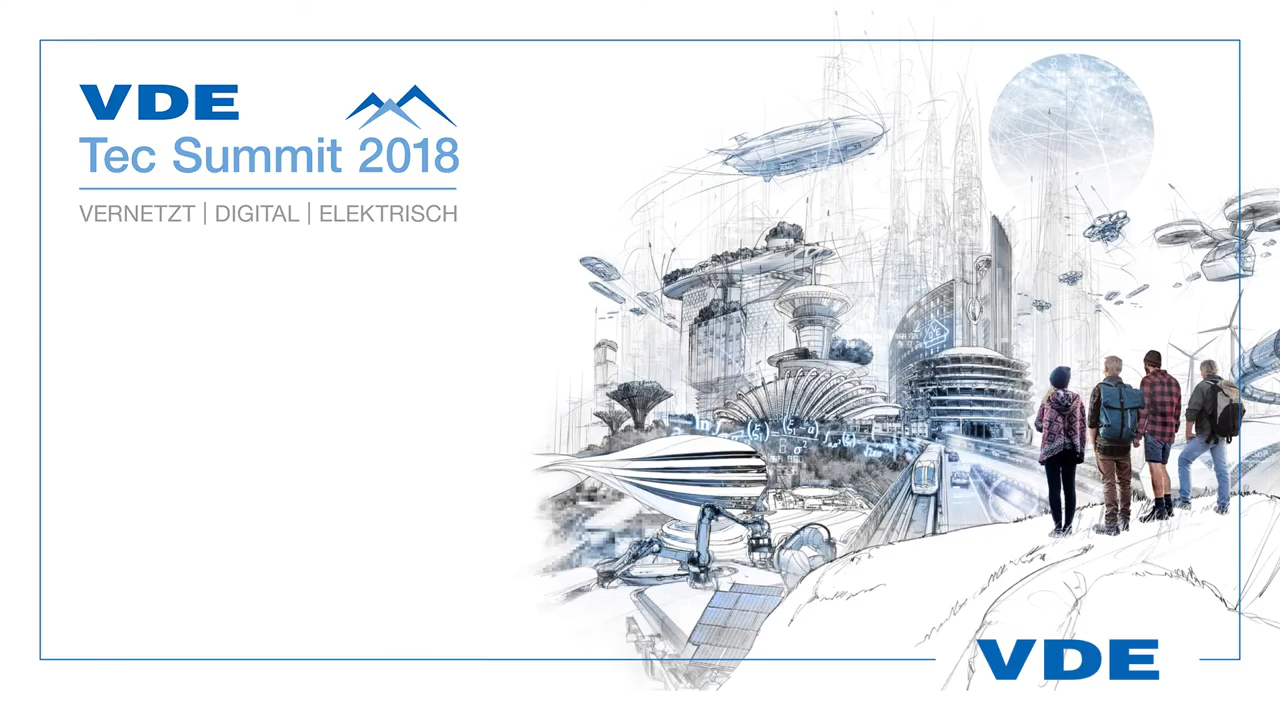 VDE
Tec Summit 2018
VERNETZT | DIGITAL | ELEKTRISCH
VDE